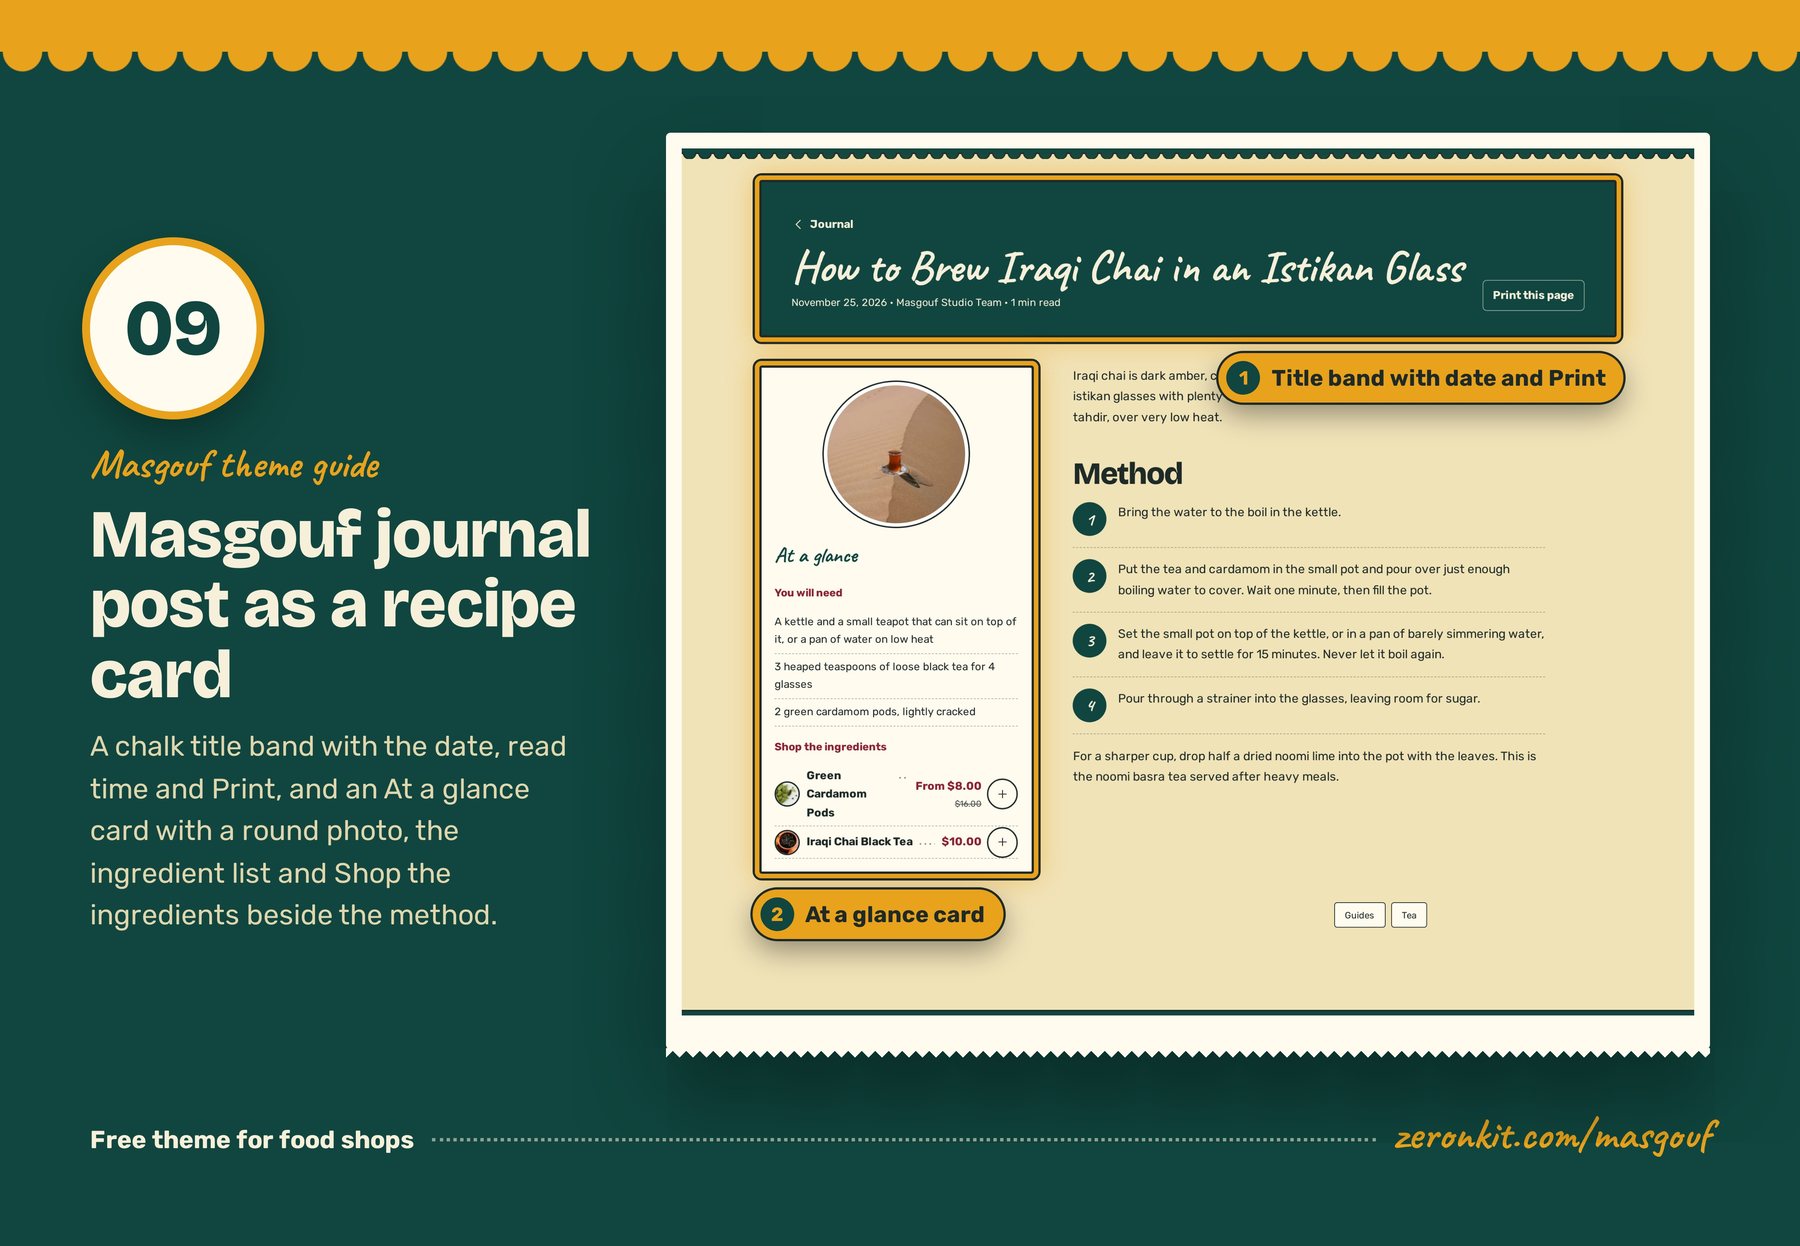 09
Masgouf theme guide
Masgouf journal
post as a recipe
card
A chalk title band with the date, read
time and Print, and an At a glance
card with a round photo, the
ingredient list and Shop the
ingredients beside the method.
Journal
How to Brew Iraqi Chai in an Istikan Glass
November 25, 2026 • Masgouf Studio Team • 1 min read
Print this page
1 Title band with date and Print
At a glance
You will need
A kettle and a small teapot that can sit on top of
it, or a pan of water on low heat
3 heaped teaspoons of loose black tea for 4
glasses
2 green cardamom pods, lightly cracked
Shop the ingredients
Green
Cardamom
Pods
.. From $8.00
$16.00
+
Iraqi Chai Black Tea .... $10.00 +
2 At a glance card
Iraqi chai is dark amber,
istikan glasses with plenty
tahdir, over very low heat.
Method
1 Bring the water to the boil in the kettle.
2 Put the tea and cardamom in the small pot and pour over just enough
boiling water to cover. Wait one minute, then fill the pot.
3 Set the small pot on top of the kettle, or in a pan of barely simmering water,
and leave it to settle for 15 minutes. Never let it boil again.
4 Pour through a strainer into the glasses, leaving room for sugar.
For a sharper cup, drop half a dried noomi lime into the pot with the leaves. This is
the noomi basra tea served after heavy meals.
Guides
Tea
Free theme for food shops
zeronkit.com/masgouf